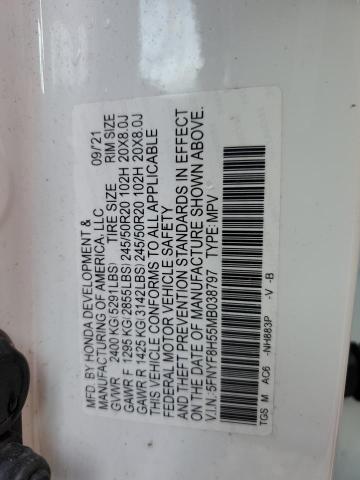 MFD. BY HONDA DEVELOPMENT &
MANUFACTURING OF AMERICA, LLC 09/'21
GVWR 2400 KG(5291LBS) TIRE SIZE RIM SIZE
GAWR F 1295 KG(2855LBS) 245/50R20 102H 20X8.0J
GAWR R 1425 KG(3142LBS) 245/50R20 102H 20X8.0J
THIS VEHICLE CONFORMS TO ALL APPLICABLE
FEDERAL MOTOR VEHICLE SAFETY
AND THEFT PREVENTION STANDARDS IN EFFECT
ON THE DATE OF MANUFACTURE SHOWN ABOVE.
V.I.N.:5FNYF8H55MB038797 TYPE:MPV
TGS M AC6 -NH883P -V -B